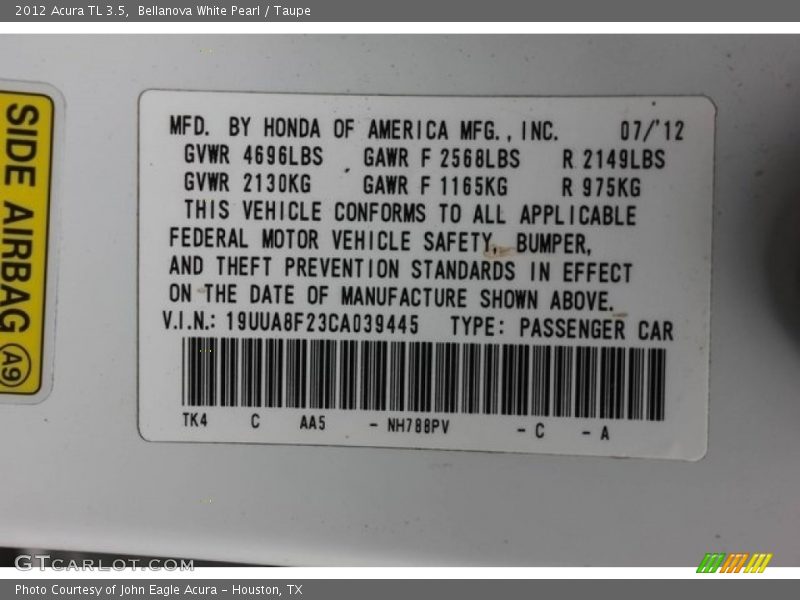 2012 Acura TL 3.5,  Bellanova White Pearl / Taupe
SIDE AIRBAG A9
MFD. BY HONDA OF AMERICA MFG., INC. 07/'12
GVWR 4696LBS GAWR F 2568LBS R 2149LBS
GVWR 2130KG GAWR F 1165KG R 975KG
THIS VEHICLE CONFORMS TO ALL APPLICABLE
FEDERAL MOTOR VEHICLE SAFETY, BUMPER,
AND THEFT PREVENTION STANDARDS IN EFFECT
ON THE DATE OF MANUFACTURE SHOWN ABOVE.
V.I.N.: 19UUA8F23CA039445 TYPE: PASSENGER CAR
TK4 C AA5 - NH788PV - C - A
GTCARLOT.COM
Photo Courtesy of John Eagle Acura - Houston, TX